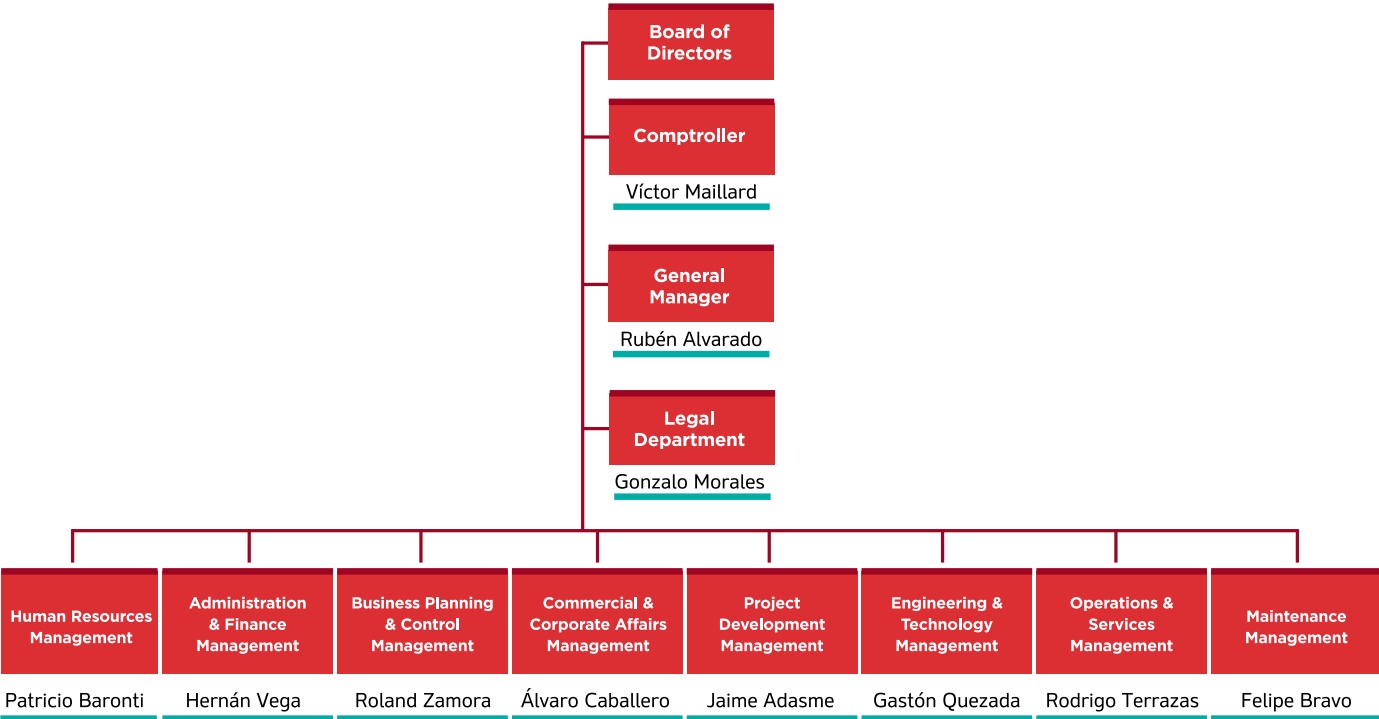 Board of
Directors
Comptroller
Víctor Maillard
General
Manager
Rubén Alvarado
Legal
Department
Gonzalo Morales
Human Resources
Management
Patricio Baronti
Administration
& Finance
Management
Hernán Vega
Business Planning
& Control
Management
Roland Zamora
Commercial &
Corporate Affairs
Management
Álvaro Caballero
Project
Development
Management
Jaime Adasme
Engineering &
Technology
Management
Gastón Quezada
Operations &
Services
Management
Rodrigo Terrazas
Maintenance
Management
Felipe Bravo